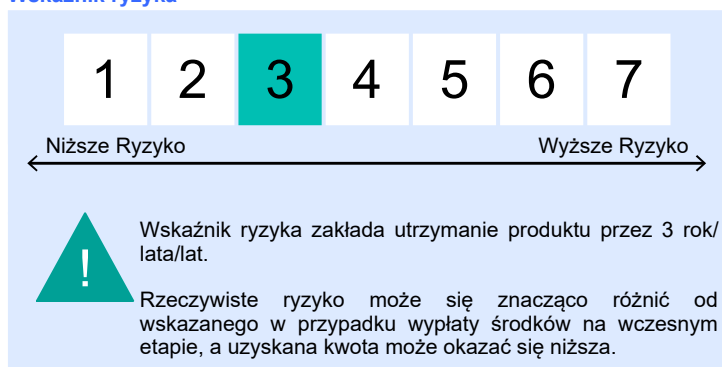 Wskaźnik ryzyka
1 2 3 4 5 6 7
Niższe Ryzyko Wyższe Ryzyko
!
Wskaźnik ryzyka zakłada utrzymanie produktu przez 3 rok/
lata/lat.
Rzeczywiste ryzyko może się znacząco różnić od
wskazanego w przypadku wypłaty środków na wczesnym
etapie, a uzyskana kwota może okazać się niższa.